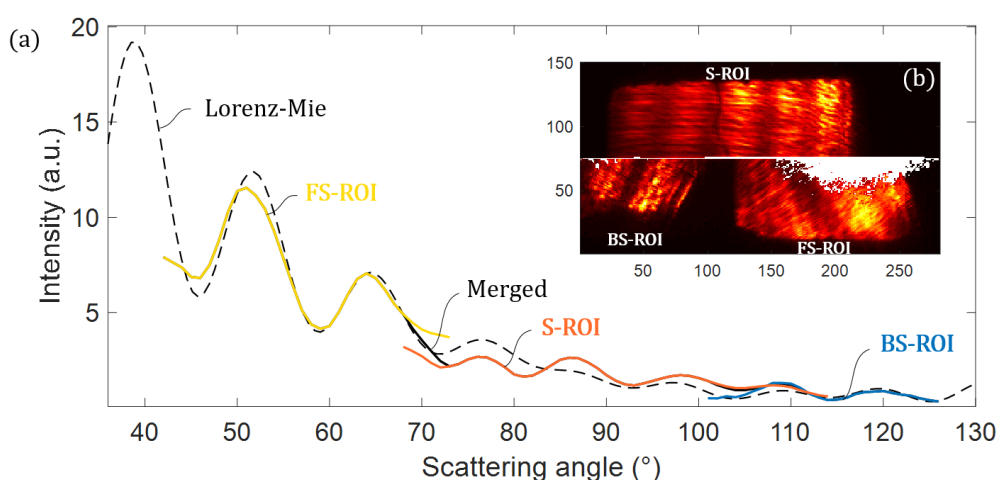 (a)
20
15
10
5
Intensity (a.u.)
Lorenz-Mie
FS-ROI
Merged
S-ROI
BS-ROI
40 50 60 70 80 90 100 110 120 130
Scattering angle (°)
(b)
150
100
50
S-ROI
BS-ROI
FS-ROI
50 100 150 200 250